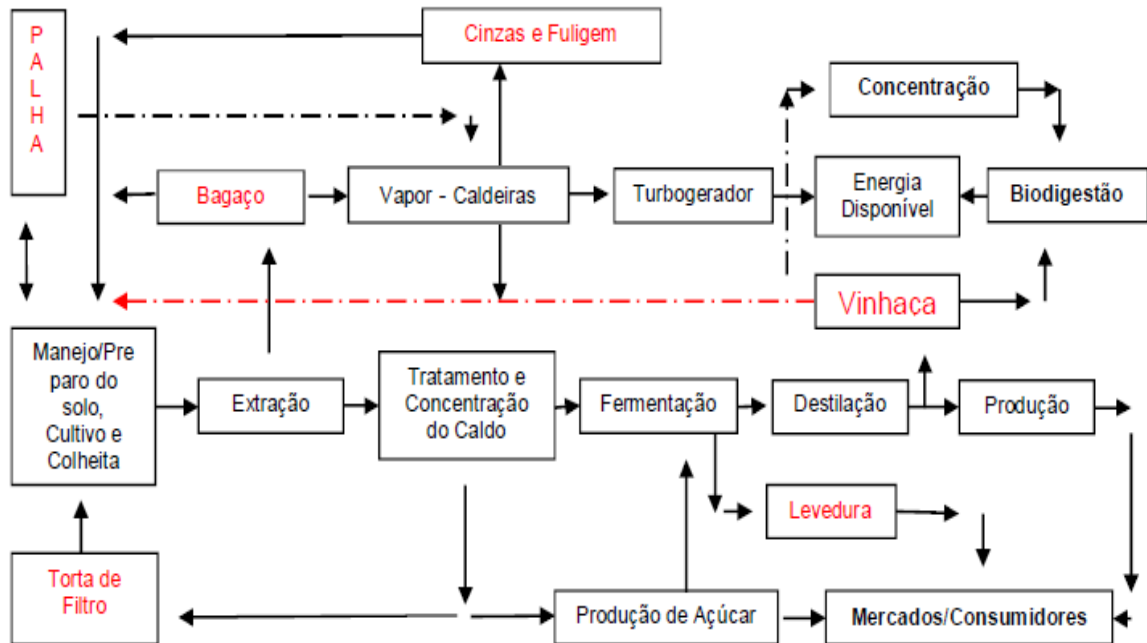 P
A
L
H
A
Cinzas e Fuligem
Concentração
Bagaço
Vapor - Caldeiras
Turbogerador
Energia
Disponível
Biodigestão
Vinhaça
Manejo/Pre
paro do
solo,
Cultivo e
Colheita
Extração
Tratamento e
Concentração
do Caldo
Fermentação
Destilação
Produção
Levedura
Torta de
Filtro
Produção de Açúcar
Mercados/Consumidores